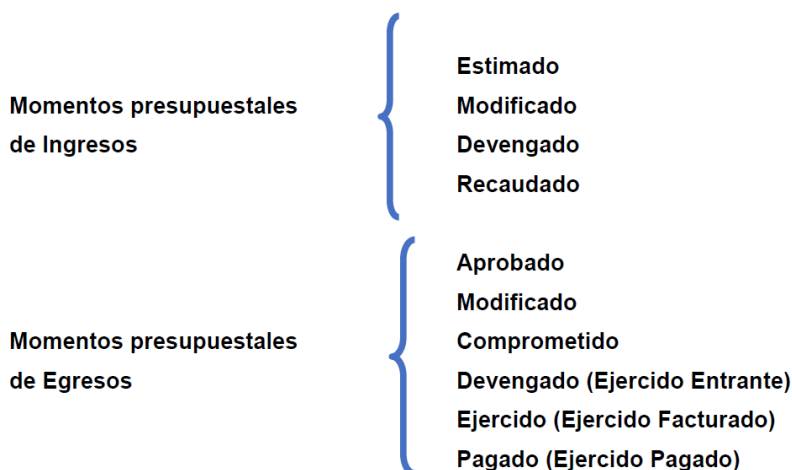 Momentos presupuestales
de Ingresos
Estimado
Modificado
Devengado
Recaudado
Momentos presupuestales
de Egresos
Aprobado
Modificado
Comprometido
Devengado (Ejercido Entrante)
Ejercido (Ejercido Facturado)
Pagado (Ejercido Pagado)